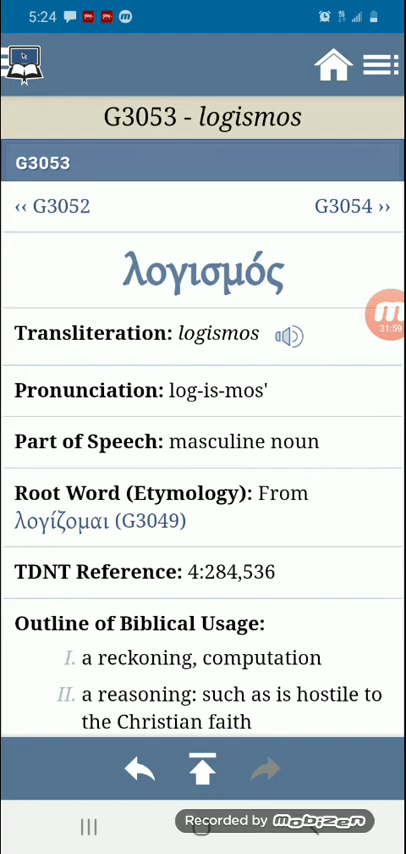 5:24
G3053 - logismos
G3053
‹‹ G3052 G3054 ››
λογισμός
Transliteration: logismos
31:59
Pronunciation: log-is-mos'
Part of Speech: masculine noun
Root Word (Etymology): From
λογίζομαι (G3049)
TDNT Reference: 4:284,536
Outline of Biblical Usage:
I. a reckoning, computation
II. a reasoning: such as is hostile to
the Christian faith
Recorded by mobizen